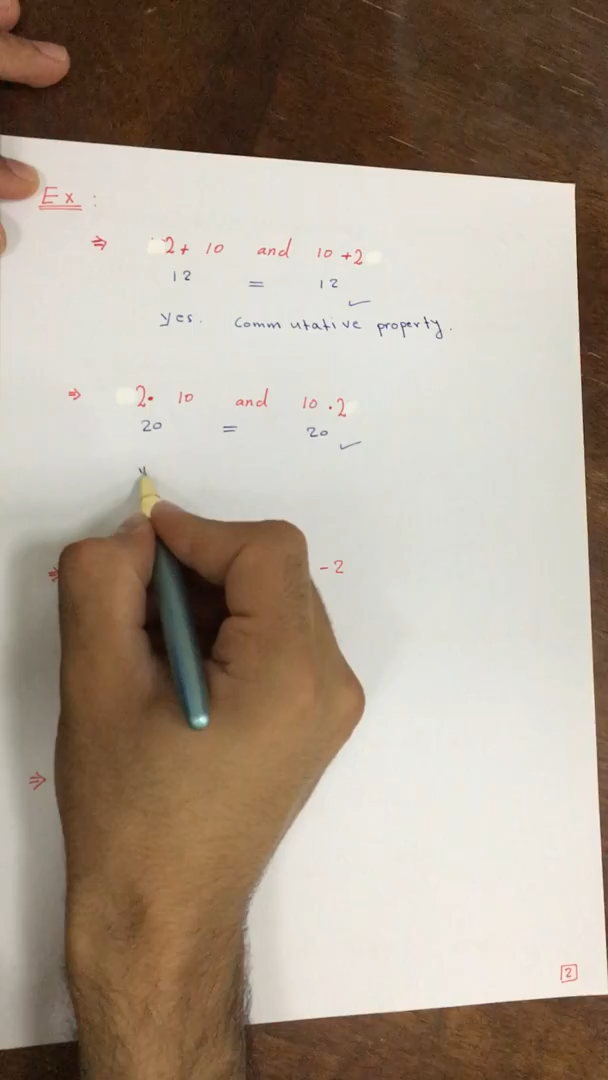 Ex :
⇒ 2 + 10 and 10 + 2
12 = 12 ✓
yes. Commutative property.
⇒ 2 · 10 and 10 · 2
20 = 20 ✓
⇒ - 2
⇒
2